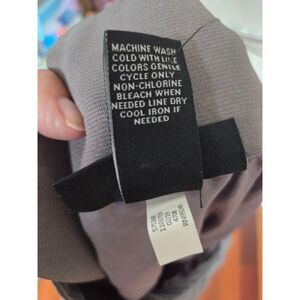 MACHINE WASH
COLD WITH LIKE
COLORS GENTLE
CYCLE ONLY
NON-CHLORINE
BLEACH WHEN
NEEDED LINE DRY
COOL IRON IF
NEEDED